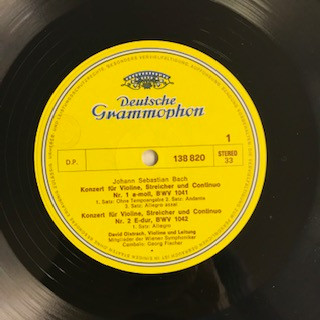 Deutsche
Grammophon
1
D.P.
138 820
STEREO
33
Johann Sebastian Bach
Konzert für Violine, Streicher und Continuo
Nr. 1 a-moll, BWV 1041
1. Satz: Ohne Tempoangabe 2. Satz: Andante
3. Satz: Allegro assai
Konzert für Violine, Streicher und Continuo
Nr. 2 E-dur, BWV 1042
1. Satz: Allegro
David Oistrach, Violine und Leitung
Mitglieder der Wiener Symphoniker
Cembalo: Georg Fischer